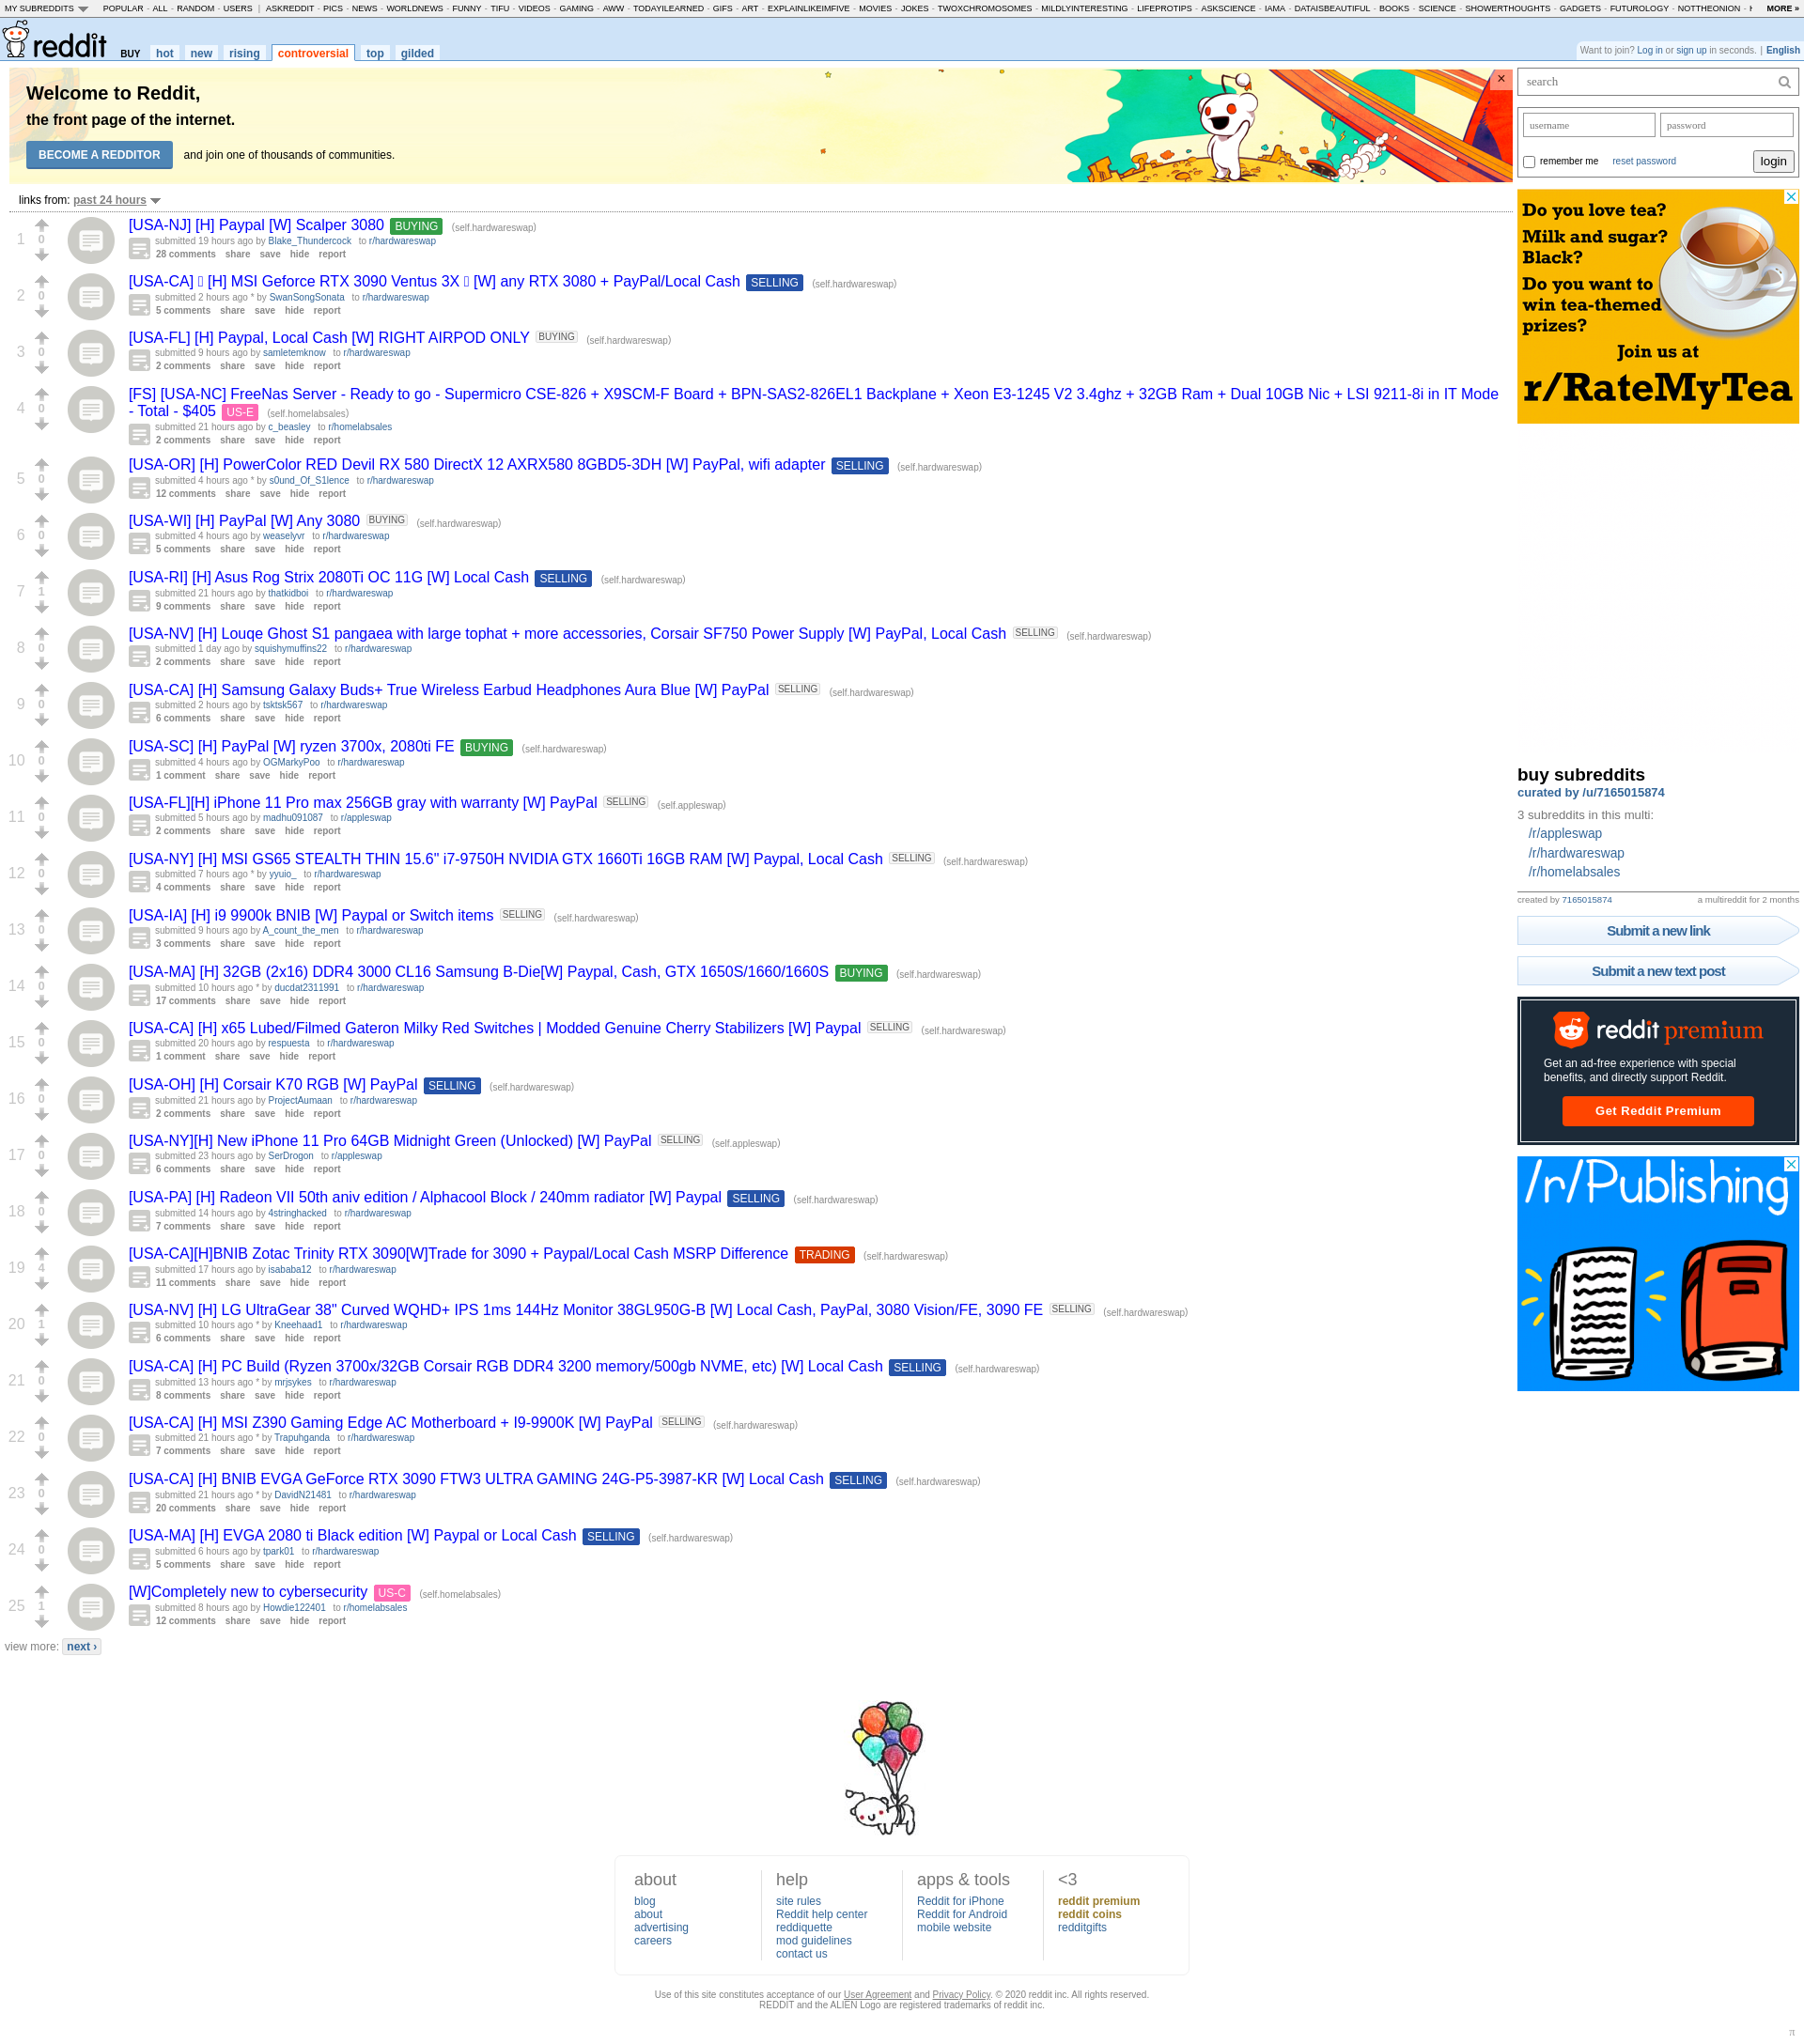 MY SUBREDDITS POPULAR - ALL - RANDOM - USERS | ASKREDDIT - PICS - NEWS - WORLDNEWS - FUNNY - TIFU - VIDEOS - GAMING - AWW - TODAYILEARNED - GIFS - ART - EXPLAINLIKEIMFIVE - MOVIES - JOKES - TWOXCHROMOSOMES - MILDLYINTERESTING - LIFEPROTIPS - ASKSCIENCE - IAMA - DATAISBEAUTIFUL - BOOKS - SCIENCE - SHOWERTHOUGHTS - GADGETS - FUTUROLOGY - NOTTHEONION - MORE »
reddit BUY hot new rising controversial top gilded
Want to join? Log in or sign up in seconds. | English
Welcome to Reddit,
the front page of the internet.
BECOME A REDDITOR and join one of thousands of communities.
links from: past 24 hours
1 0 [USA-NJ] [H] Paypal [W] Scalper 3080 BUYING (self.hardwareswap)
submitted 19 hours ago by Blake_Thundercock to r/hardwareswap
28 comments share save hide report
2 0 [USA-CA] [H] MSI Geforce RTX 3090 Ventus 3X [W] any RTX 3080 + PayPal/Local Cash SELLING (self.hardwareswap)
submitted 2 hours ago * by SwanSongSonata to r/hardwareswap
5 comments share save hide report
3 0 [USA-FL] [H] Paypal, Local Cash [W] RIGHT AIRPOD ONLY BUYING (self.hardwareswap)
submitted 9 hours ago by samletemknow to r/hardwareswap
2 comments share save hide report
4 0 [FS] [USA-NC] FreeNas Server - Ready to go - Supermicro CSE-826 + X9SCM-F Board + BPN-SAS2-826EL1 Backplane + Xeon E3-1245 V2 3.4ghz + 32GB Ram + Dual 10GB Nic + LSI 9211-8i in IT Mode
- Total - $405 US-E (self.homelabsales)
submitted 21 hours ago by c_beasley to r/homelabsales
2 comments share save hide report
5 0 [USA-OR] [H] PowerColor RED Devil RX 580 DirectX 12 AXRX580 8GBD5-3DH [W] PayPal, wifi adapter SELLING (self.hardwareswap)
submitted 4 hours ago * by s0und_Of_S1lence to r/hardwareswap
12 comments share save hide report
6 0 [USA-WI] [H] PayPal [W] Any 3080 BUYING (self.hardwareswap)
submitted 4 hours ago by weaselyvr to r/hardwareswap
5 comments share save hide report
7 1 [USA-RI] [H] Asus Rog Strix 2080Ti OC 11G [W] Local Cash SELLING (self.hardwareswap)
submitted 21 hours ago by thatkidboi to r/hardwareswap
9 comments share save hide report
8 0 [USA-NV] [H] Louqe Ghost S1 pangaea with large tophat + more accessories, Corsair SF750 Power Supply [W] PayPal, Local Cash SELLING (self.hardwareswap)
submitted 1 day ago by squishymuffins22 to r/hardwareswap
2 comments share save hide report
9 0 [USA-CA] [H] Samsung Galaxy Buds+ True Wireless Earbud Headphones Aura Blue [W] PayPal SELLING (self.hardwareswap)
submitted 2 hours ago by tsktsk567 to r/hardwareswap
6 comments share save hide report
10 0 [USA-SC] [H] PayPal [W] ryzen 3700x, 2080ti FE BUYING (self.hardwareswap)
submitted 4 hours ago by OGMarkyPoo to r/hardwareswap
1 comment share save hide report
11 0 [USA-FL][H] iPhone 11 Pro max 256GB gray with warranty [W] PayPal SELLING (self.appleswap)
submitted 5 hours ago by madhu091087 to r/appleswap
2 comments share save hide report
12 0 [USA-NY] [H] MSI GS65 STEALTH THIN 15.6" i7-9750H NVIDIA GTX 1660Ti 16GB RAM [W] Paypal, Local Cash SELLING (self.hardwareswap)
submitted 7 hours ago * by yyuio_ to r/hardwareswap
4 comments share save hide report
13 0 [USA-IA] [H] i9 9900k BNIB [W] Paypal or Switch items SELLING (self.hardwareswap)
submitted 9 hours ago by A_count_the_men to r/hardwareswap
3 comments share save hide report
14 0 [USA-MA] [H] 32GB (2x16) DDR4 3000 CL16 Samsung B-Die[W] Paypal, Cash, GTX 1650S/1660/1660S BUYING (self.hardwareswap)
submitted 10 hours ago * by ducdat2311991 to r/hardwareswap
17 comments share save hide report
15 0 [USA-CA] [H] x65 Lubed/Filmed Gateron Milky Red Switches | Modded Genuine Cherry Stabilizers [W] Paypal SELLING (self.hardwareswap)
submitted 20 hours ago by respuesta to r/hardwareswap
1 comment share save hide report
16 0 [USA-OH] [H] Corsair K70 RGB [W] PayPal SELLING (self.hardwareswap)
submitted 21 hours ago by ProjectAumaan to r/hardwareswap
2 comments share save hide report
17 0 [USA-NY][H] New iPhone 11 Pro 64GB Midnight Green (Unlocked) [W] PayPal SELLING (self.appleswap)
submitted 23 hours ago by SerDrogon to r/appleswap
6 comments share save hide report
18 0 [USA-PA] [H] Radeon VII 50th aniv edition / Alphacool Block / 240mm radiator [W] Paypal SELLING (self.hardwareswap)
submitted 14 hours ago by 4stringhacked to r/hardwareswap
7 comments share save hide report
19 4 [USA-CA][H]BNIB Zotac Trinity RTX 3090[W]Trade for 3090 + Paypal/Local Cash MSRP Difference TRADING (self.hardwareswap)
submitted 17 hours ago by isababa12 to r/hardwareswap
11 comments share save hide report
20 1 [USA-NV] [H] LG UltraGear 38" Curved WQHD+ IPS 1ms 144Hz Monitor 38GL950G-B [W] Local Cash, PayPal, 3080 Vision/FE, 3090 FE SELLING (self.hardwareswap)
submitted 10 hours ago * by Kneehaad1 to r/hardwareswap
6 comments share save hide report
21 0 [USA-CA] [H] PC Build (Ryzen 3700x/32GB Corsair RGB DDR4 3200 memory/500gb NVME, etc) [W] Local Cash SELLING (self.hardwareswap)
submitted 13 hours ago * by mrjsykes to r/hardwareswap
8 comments share save hide report
22 0 [USA-CA] [H] MSI Z390 Gaming Edge AC Motherboard + I9-9900K [W] PayPal SELLING (self.hardwareswap)
submitted 21 hours ago * by Trapuhganda to r/hardwareswap
7 comments share save hide report
23 0 [USA-CA] [H] BNIB EVGA GeForce RTX 3090 FTW3 ULTRA GAMING 24G-P5-3987-KR [W] Local Cash SELLING (self.hardwareswap)
submitted 21 hours ago * by DavidN21481 to r/hardwareswap
20 comments share save hide report
24 0 [USA-MA] [H] EVGA 2080 ti Black edition [W] Paypal or Local Cash SELLING (self.hardwareswap)
submitted 6 hours ago by tpark01 to r/hardwareswap
5 comments share save hide report
25 1 [W]Completely new to cybersecurity US-C (self.homelabsales)
submitted 8 hours ago by Howdie122401 to r/homelabsales
12 comments share save hide report
view more: next ›
search
username password
remember me reset password login
Do you love tea?
Milk and sugar?
Black?
Do you want to
win tea-themed
prizes?
Join us at
r/RateMyTea
buy subreddits
curated by /u/7165015874
3 subreddits in this multi:
/r/appleswap
/r/hardwareswap
/r/homelabsales
created by 7165015874 a multireddit for 2 months
Submit a new link
Submit a new text post
reddit premium
Get an ad-free experience with special
benefits, and directly support Reddit.
Get Reddit Premium
/r/Publishing
about
blog
about
advertising
careers
help
site rules
Reddit help center
reddiquette
mod guidelines
contact us
apps & tools
Reddit for iPhone
Reddit for Android
mobile website
<3
reddit premium
reddit coins
redditgifts
Use of this site constitutes acceptance of our User Agreement and Privacy Policy. © 2020 reddit inc. All rights reserved.
REDDIT and the ALIEN Logo are registered trademarks of reddit inc.
π